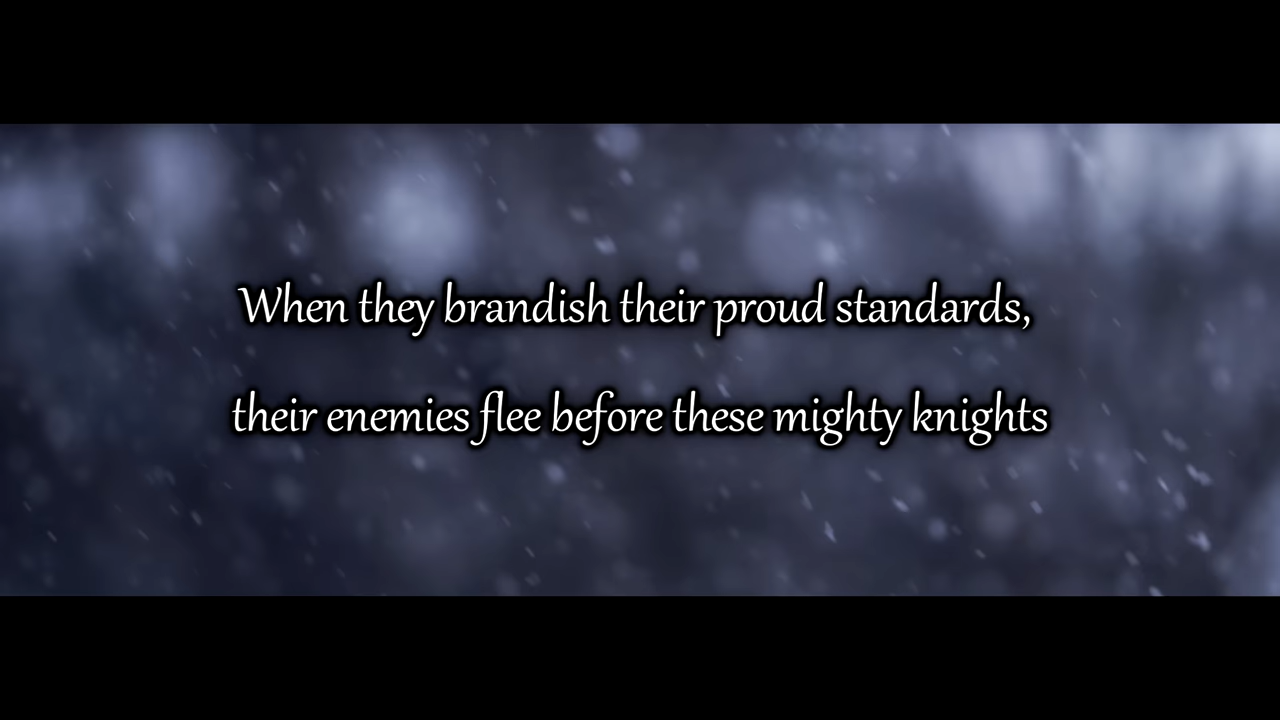 When they brandish their proud standards,
their enemies flee before these mighty knights